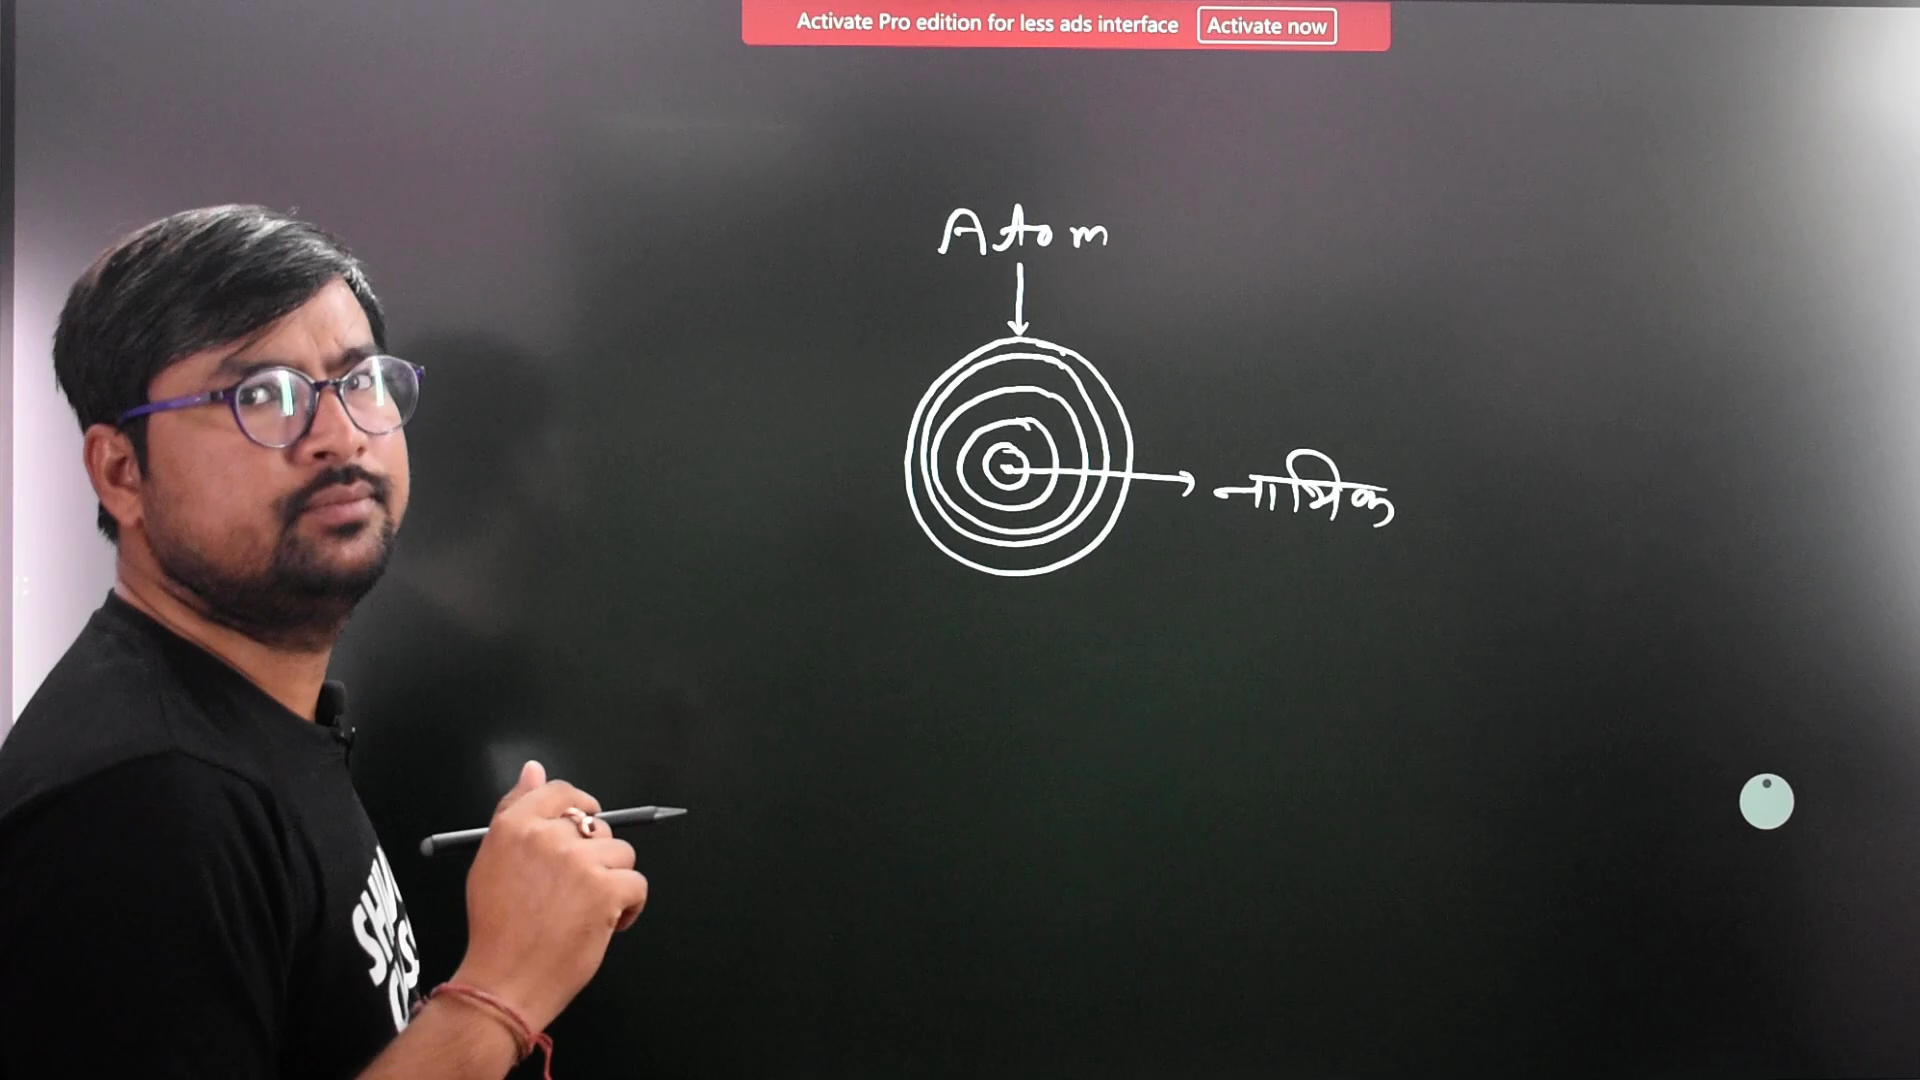 Activate Pro edition for less ads interface Activate now
Atom
नाभिक